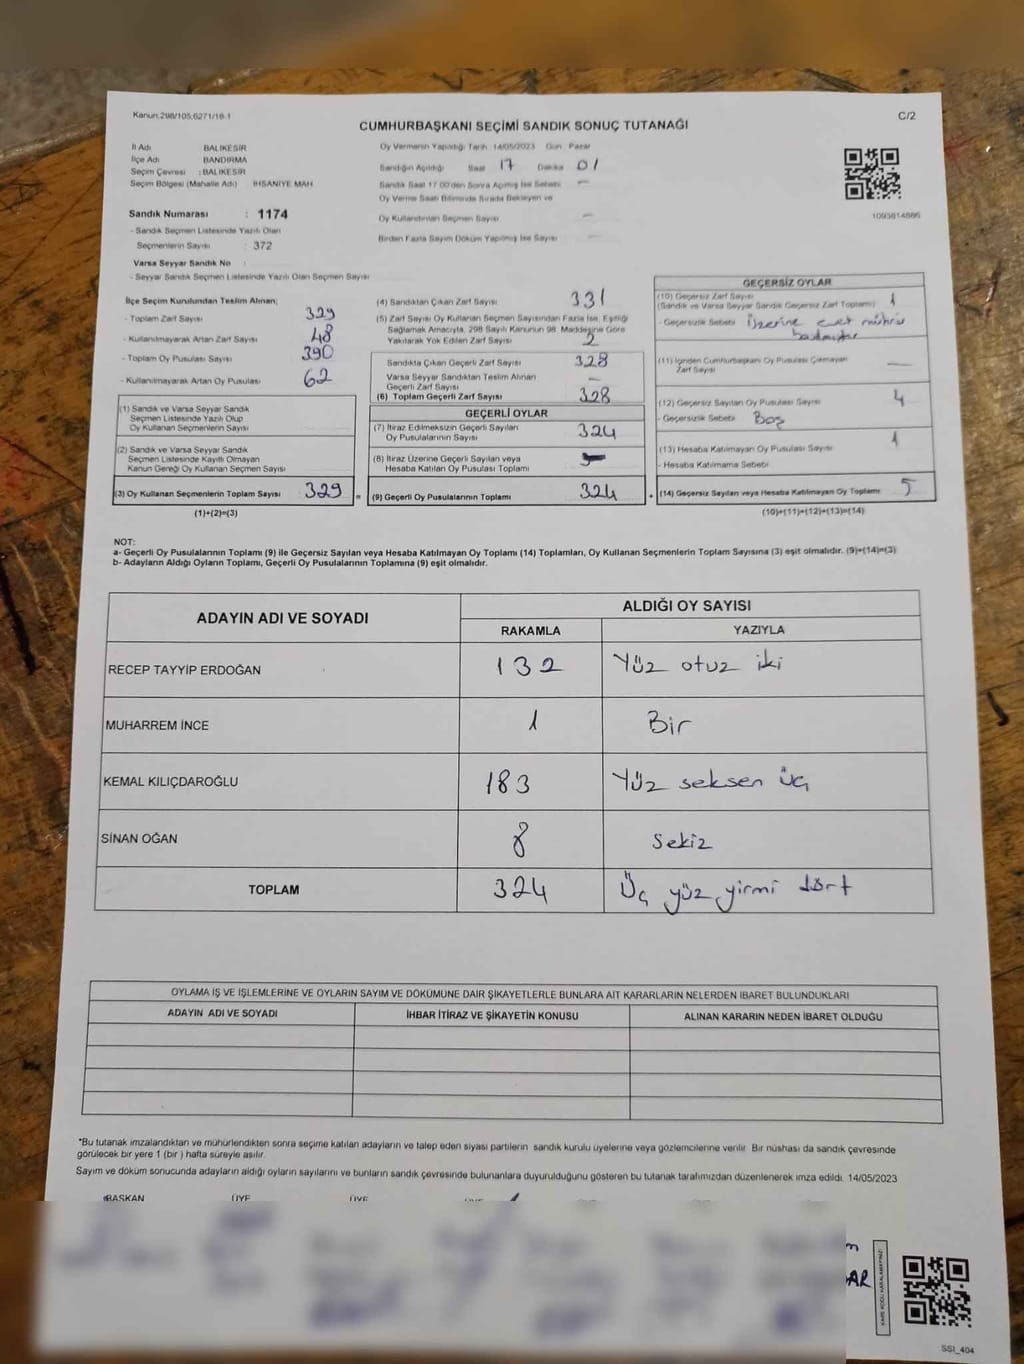 Kanun:298/105,6271/18-1
C/2
CUMHURBAŞKANI SEÇİMİ SANDIK SONUÇ TUTANAĞI
İl Adı BALIKESİR
İlçe Adı BANDIRMA
Seçim Çevresi : BALIKESİR
Seçim Bölgesi (Mahalle Adı) : İHSANİYE MAH
Sandık Numarası : 1174
- Sandık Seçmen Listesinde Yazılı Olan
Seçmenlerin Sayısı : 372
Varsa Seyyar Sandık No :
- Seyyar Sandık Seçmen Listesinde Yazılı Olan Seçmen Sayısı
Oy Vermenin Yapıldığı Tarih: 14/05/2023 Gün: Pazar
Sandığın Açıldığı Saat 17 Dakika 01
Sandık Saat 17.00'den Sonra Açılmış İse Sebebi —
Oy Verme Saati Bitiminde Sırada Bekleyen ve
Oy Kullandırılan Seçmen Sayısı —
Birden Fazla Sayım Döküm Yapılmış İse Sayısı —
1093814886
İlçe Seçim Kurulundan Teslim Alınan;
- Toplam Zarf Sayısı 329
- Kullanılmayarak Artan Zarf Sayısı 48
- Toplam Oy Pusulası Sayısı 390
- Kullanılmayarak Artan Oy Pusulası 62
(1) Sandık ve Varsa Seyyar Sandık
Seçmen Listesinde Yazılı Olup
Oy Kullanan Seçmenlerin Sayısı
(2) Sandık ve Varsa Seyyar Sandık
Seçmen Listesinde Kayıtlı Olmayan
Kanun Gereği Oy Kullanan Seçmen Sayısı
(3) Oy Kullanan Seçmenlerin Toplam Sayısı 329 =
(1)+(2)=(3)
(4) Sandıktan Çıkan Zarf Sayısı 331
(5) Zarf Sayısı Oy Kullanan Seçmen Sayısından Fazla İse, Eşitliği
Sağlamak Amacıyla, 298 Sayılı Kanunun 98. Maddesine Göre
Yakılarak Yok Edilen Zarf Sayısı 2
Sandıkta Çıkan Geçerli Zarf Sayısı 328
Varsa Seyyar Sandıktan Teslim Alınan
Geçerli Zarf Sayısı —
(6) Toplam Geçerli Zarf Sayısı 328
GEÇERLİ OYLAR
(7) İtiraz Edilmeksizin Geçerli Sayılan
Oy Pusulalarının Sayısı 324
(8) İtiraz Üzerine Geçerli Sayılan veya
Hesaba Katılan Oy Pusulası Toplamı
(9) Geçerli Oy Pusulalarının Toplamı 324 +
GEÇERSİZ OYLAR
(10) Geçersiz Zarf Sayısı
(Sandık ve Varsa Seyyar Sandık Geçersiz Zarf Toplamı) 1
- Geçersizlik Sebebi Üzerine evet mührü
basılmıştır
(11) İçinden Cumhurbaşkanı Oy Pusulası Çıkmayan
Zarf Sayısı —
(12) Geçersiz Sayılan Oy Pusulası Sayısı 4
- Geçersizlik Sebebi Boş
(13) Hesaba Katılmayan Oy Pusulası Sayısı 1
- Hesaba Katılmama Sebebi
(14) Geçersiz Sayılan veya Hesaba Katılmayan Oy Toplamı 5
(10)+(11)+(12)+(13)=(14)
NOT:
a- Geçerli Oy Pusulalarının Toplamı (9) ile Geçersiz Sayılan veya Hesaba Katılmayan Oy Toplamı (14) Toplamları, Oy Kullanan Seçmenlerin Toplam Sayısına (3) eşit olmalıdır. (9)+(14)=(3)
b- Adayların Aldığı Oyların Toplamı, Geçerli Oy Pusulalarının Toplamına (9) eşit olmalıdır.
ADAYIN ADI VE SOYADI ALDIĞI OY SAYISI
RAKAMLA YAZIYLA
RECEP TAYYİP ERDOĞAN 132 Yüz otuz iki
MUHARREM İNCE 1 Bir
KEMAL KILIÇDAROĞLU 183 Yüz seksen üç
SİNAN OĞAN 8 Sekiz
TOPLAM 324 Üç yüz yirmi dört
OYLAMA İŞ VE İŞLEMLERİNE VE OYLARIN SAYIM VE DÖKÜMÜNE DAİR ŞİKAYETLERLE BUNLARA AİT KARARLARIN NELERDEN İBARET BULUNDUKLARI
ADAYIN ADI VE SOYADI İHBAR İTİRAZ VE ŞİKAYETİN KONUSU ALINAN KARARIN NEDEN İBARET OLDUĞU
*Bu tutanak imzalandıktan ve mühürlendikten sonra seçime katılan adayların ve talep eden siyasi partilerin sandık kurulu üyelerine veya gözlemcilerine verilir. Bir nüshası da sandık çevresinde
görülecek bir yere 1 (bir) hafta süreyle asılır.
Sayım ve döküm sonucunda adayların aldığı oyların sayılarını ve bunların sandık çevresinde bulunanlara duyurulduğunu gösteren bu tutanak tarafımızdan düzenlenerek imza edildi. 14/05/2023
BAŞKAN ÜYE ÜYE
AR
SSI_404